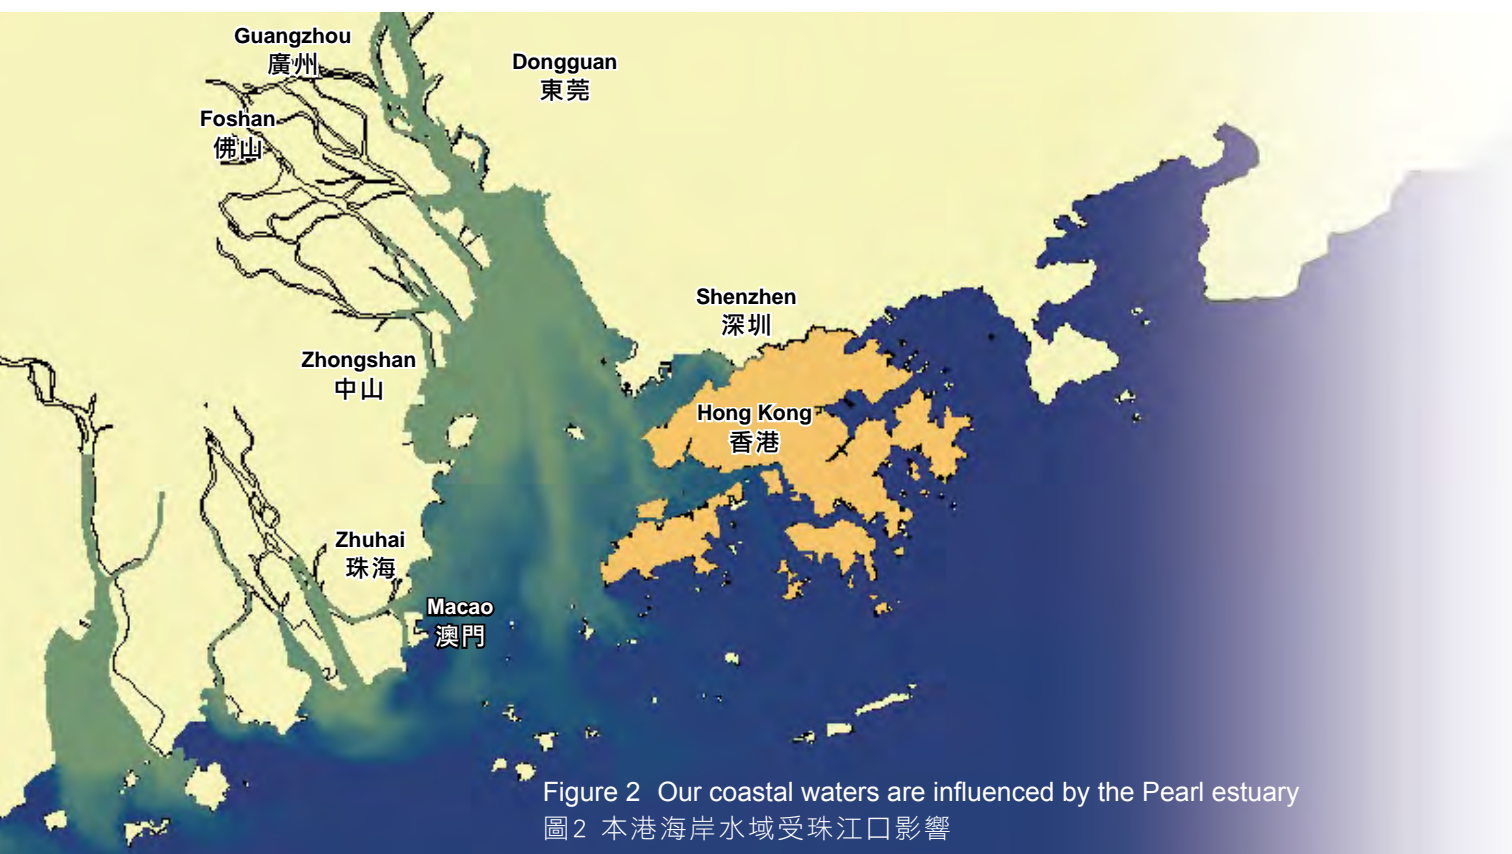 Guangzhou
廣州
Dongguan
東莞
Foshan
佛山
Shenzhen
深圳
Zhongshan
中山
Hong Kong
香港
Zhuhai
珠海
Macao
澳門
Figure 2 Our coastal waters are influenced by the Pearl estuary
圖2 本港海岸水域受珠江口影響